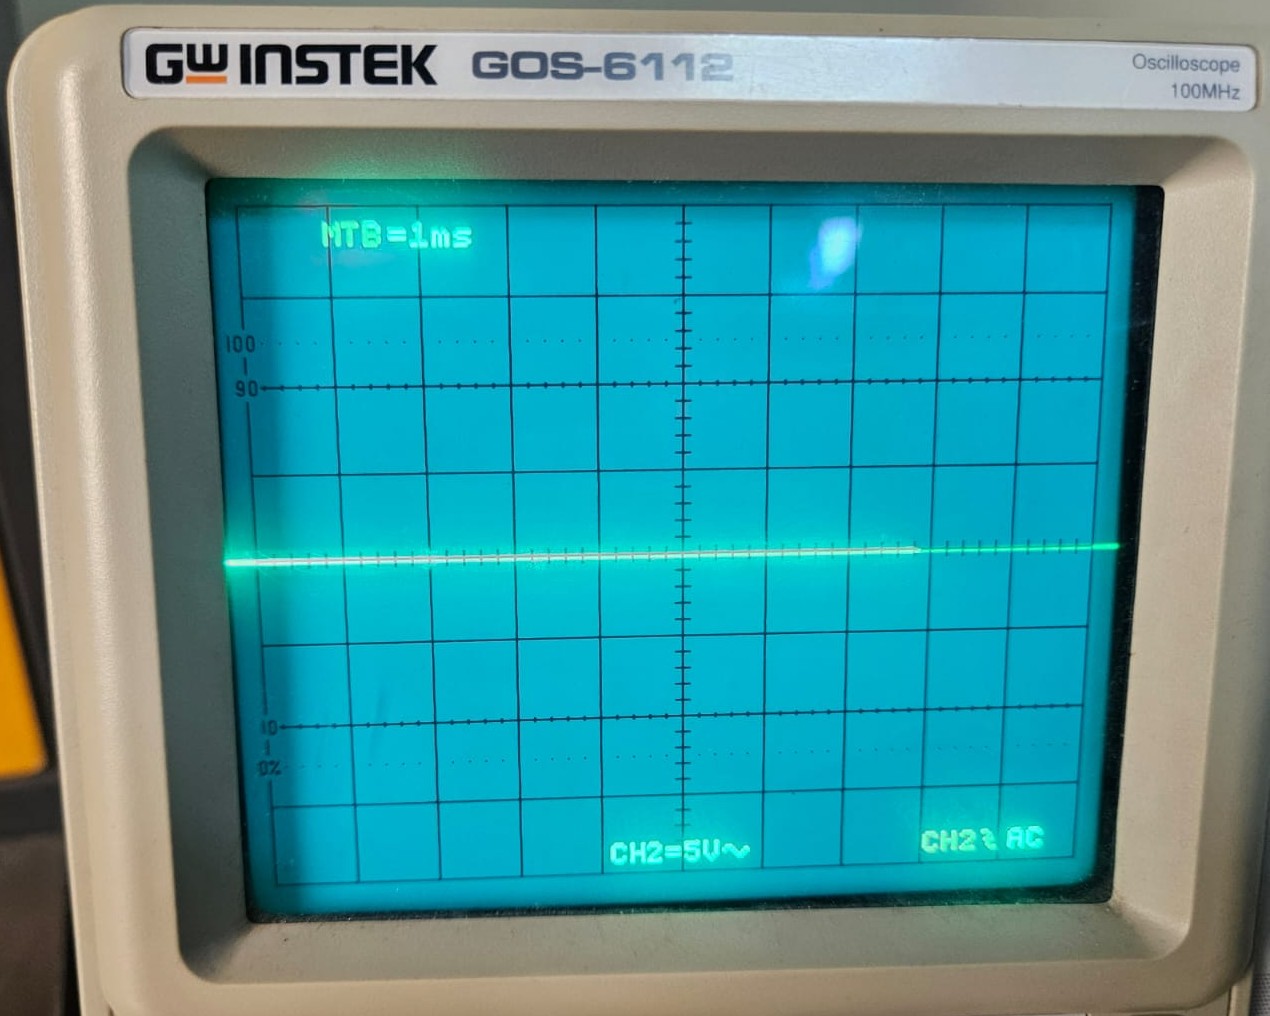 GW INSTEK GOS-6112
Oscilloscope
100MHz
MTB=1ms
100
90
10
0%
CH2=5V~
CH2 AC